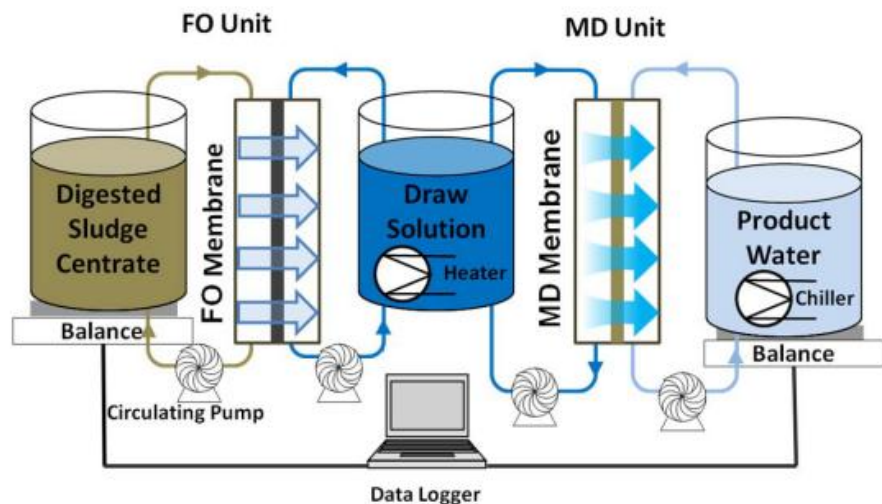 FO Unit
MD Unit
Digested
Sludge
Centrate
FO Membrane
Draw
Solution
Heater
MD Membrane
Product
Water
Chiller
Balance
Balance
Circulating Pump
Data Logger